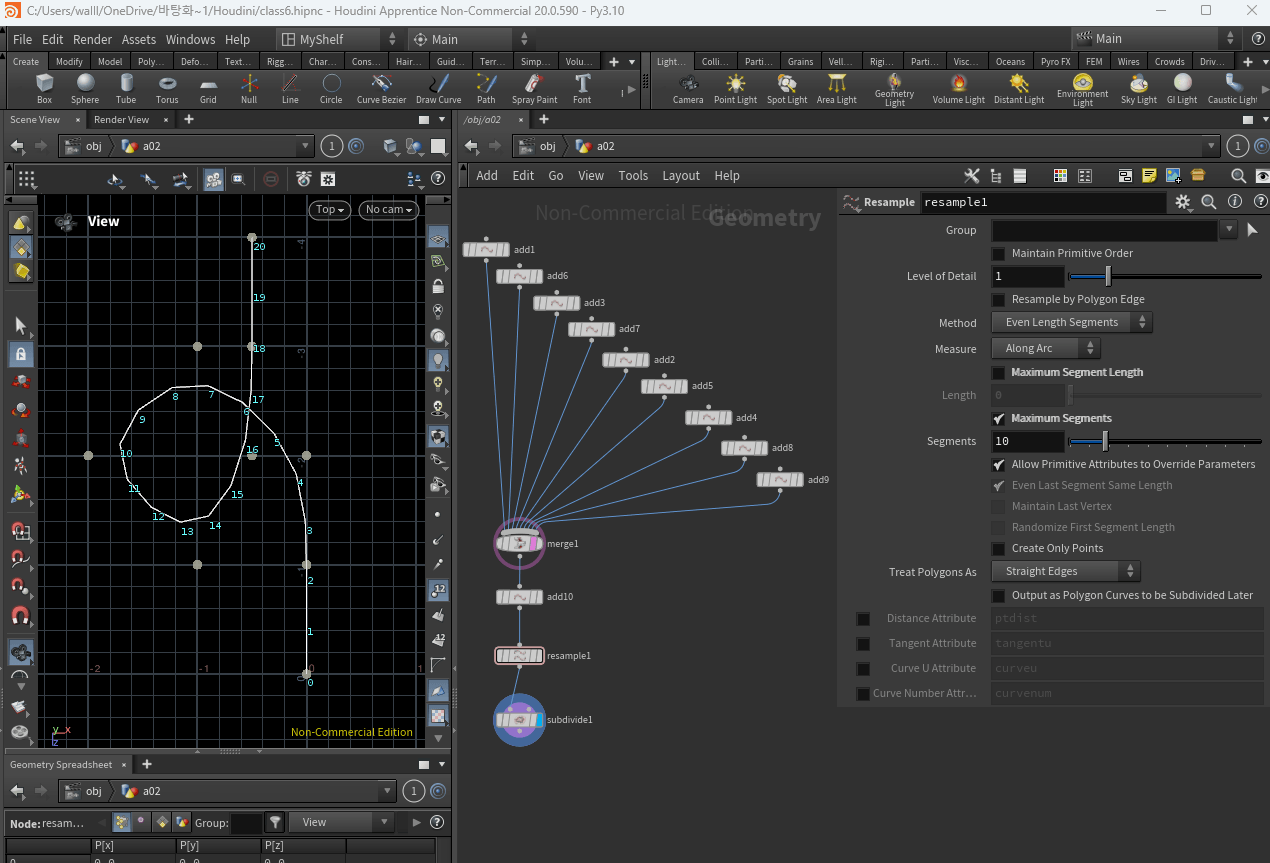 C:/Users/walll/OneDrive/바탕화~1/Houdini/class6.hipnc - Houdini Apprentice Non-Commercial 20.0.590 - Py3.10
File Edit Render Assets Windows Help MyShelf Main Main
Create Modify Model Poly... Defo... Text... Rigg... Char... Cons... Hair... Guid... Terr... Simp... Volu... Light... Colli... Parti... Grains Vell... Rigi... Parti... Visc... Oceans Pyro FX FEM Wires Crowds Driv...
Box Sphere Tube Torus Grid Null Line Circle Curve Bezier Draw Curve Path Spray Paint Font Camera Point Light Spot Light Area Light Geometry Light Volume Light Distant Light Environment Light Sky Light GI Light Caustic Light
Scene View Render View /obj/a02
obj a02 1 obj a02 1
Add Edit Go View Tools Layout Help
View Top No cam
Non-Commercial Edition
Geometry
Resample resample1
Group
Maintain Primitive Order
Level of Detail 1
Resample by Polygon Edge
Method Even Length Segments
Measure Along Arc
Maximum Segment Length
Length 0
Maximum Segments
Segments 10
Allow Primitive Attributes to Override Parameters
Even Last Segment Same Length
Maintain Last Vertex
Randomize First Segment Length
Create Only Points
Treat Polygons As Straight Edges
Output as Polygon Curves to be Subdivided Later
Distance Attribute ptdist
Tangent Attribute tangentu
Curve U Attribute curveu
Curve Number Attr... curvenum
add1
add6
add3
add7
add2
add5
add4
add8
add9
merge1
add10
resample1
subdivide1
20
-4
19
18
-3
17
8
7
6
9
5
16
10
4
11
15
12
14
13
3
2
-1
1
-2 -1 0 1
0
y x
z
Non-Commercial Edition
12
12
Geometry Spreadsheet
obj a02 1
Node: resam... Group: View
P[x] P[y] P[z]
0 0.0 0.0 0.0